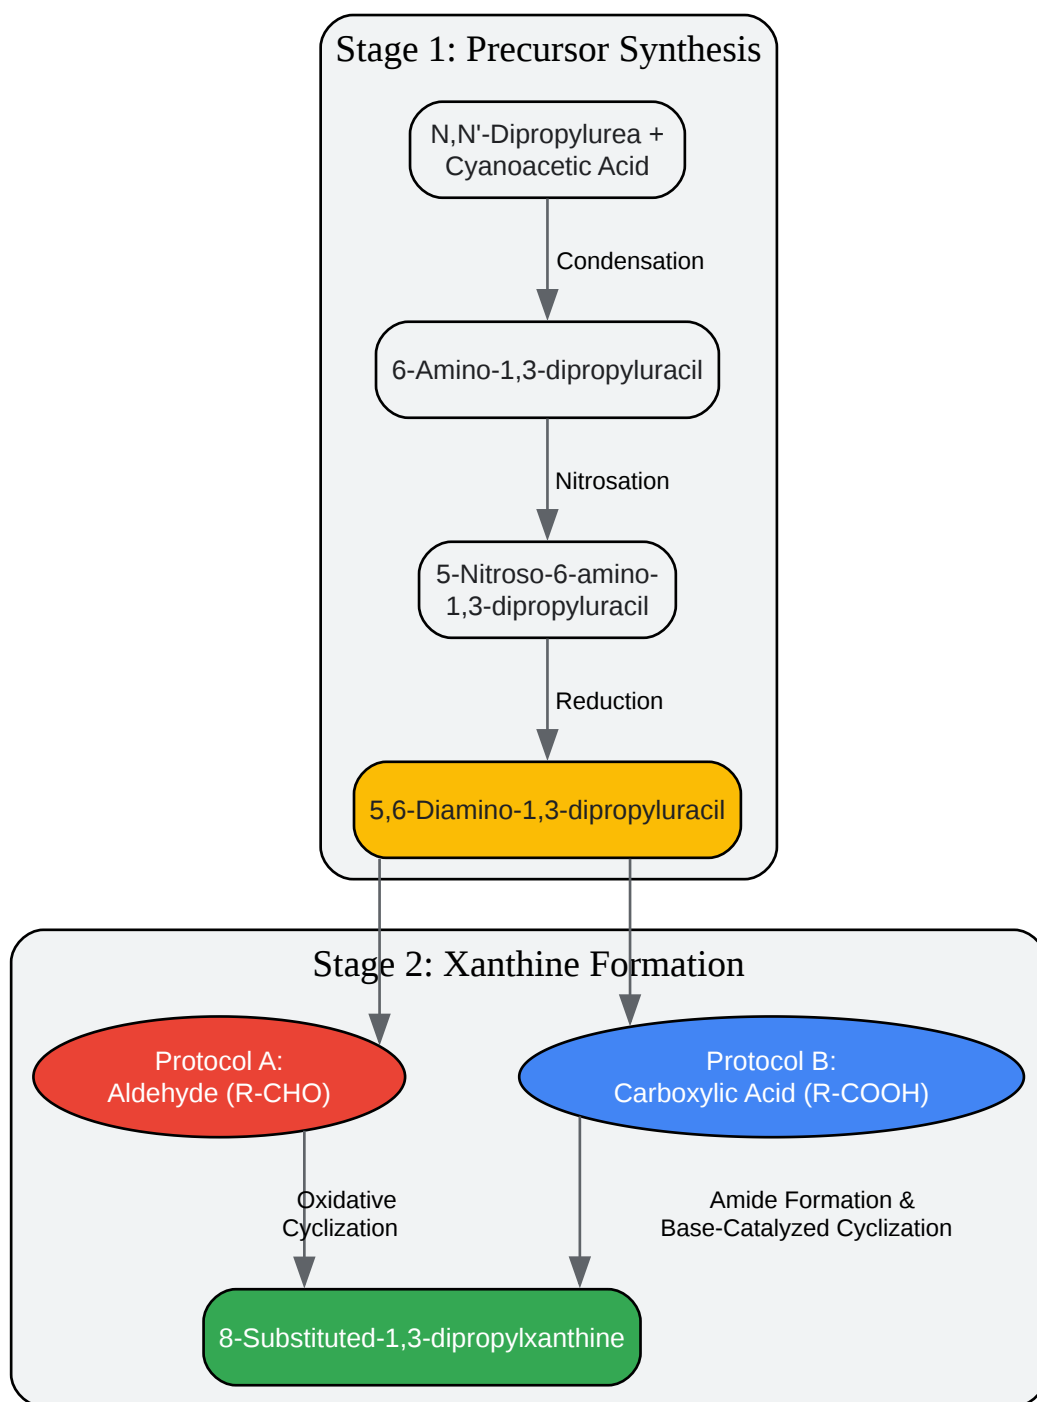 Stage 1: Precursor Synthesis
N,N'-Dipropylurea +
Cyanoacetic Acid
Condensation
6-Amino-1,3-dipropyluracil
Nitrosation
5-Nitroso-6-amino-
1,3-dipropyluracil
Reduction
5,6-Diamino-1,3-dipropyluracil
Stage 2: Xanthine Formation
Protocol A:
Aldehyde (R-CHO)
Protocol B:
Carboxylic Acid (R-COOH)
Oxidative
Cyclization
Amide Formation &
Base-Catalyzed Cyclization
8-Substituted-1,3-dipropylxanthine